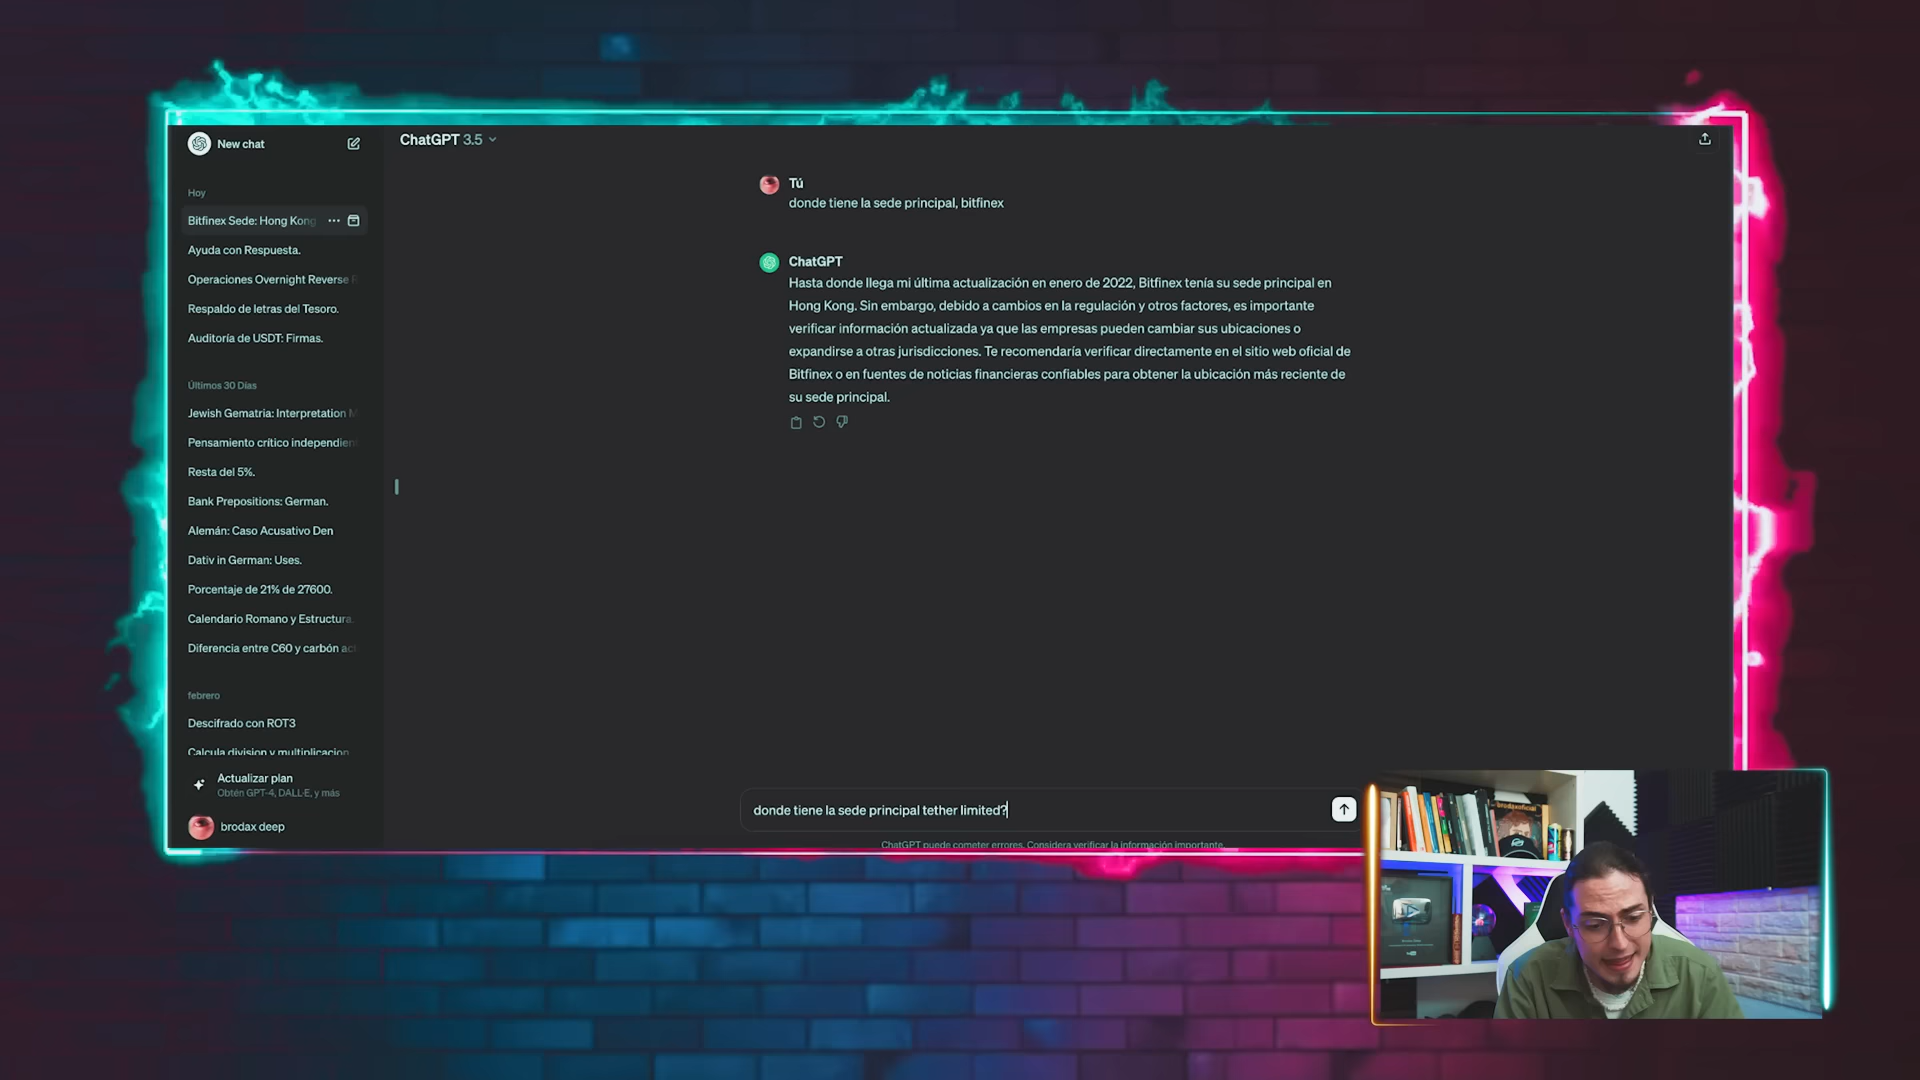 New chat
Hoy
Bitfinex Sede: Hong Kong
Ayuda con Respuesta.
Operaciones Overnight Reverse
Respaldo de letras del Tesoro.
Auditoría de USDT: Firmas.
Últimos 30 Días
Jewish Gematria: Interpretation
Pensamiento crítico independien
Resta del 5%.
Bank Prepositions: German.
Alemán: Caso Acusativo Den
Dativ in German: Uses.
Porcentaje de 21% de 27600.
Calendario Romano y Estructura.
Diferencia entre C60 y carbón ac
febrero
Descifrado con ROT3
Calcula division y multiplicacion
Actualizar plan
Obtén GPT-4, DALL·E, y más
brodax deep
ChatGPT 3.5
Tú
donde tiene la sede principal, bitfinex
ChatGPT
Hasta donde llega mi última actualización en enero de 2022, Bitfinex tenía su sede principal en
Hong Kong. Sin embargo, debido a cambios en la regulación y otros factores, es importante
verificar información actualizada ya que las empresas pueden cambiar sus ubicaciones o
expandirse a otras jurisdicciones. Te recomendaría verificar directamente en el sitio web oficial de
Bitfinex o en fuentes de noticias financieras confiables para obtener la ubicación más reciente de
su sede principal.
donde tiene la sede principal tether limited?
ChatGPT puede cometer errores. Considera verificar la información importante.